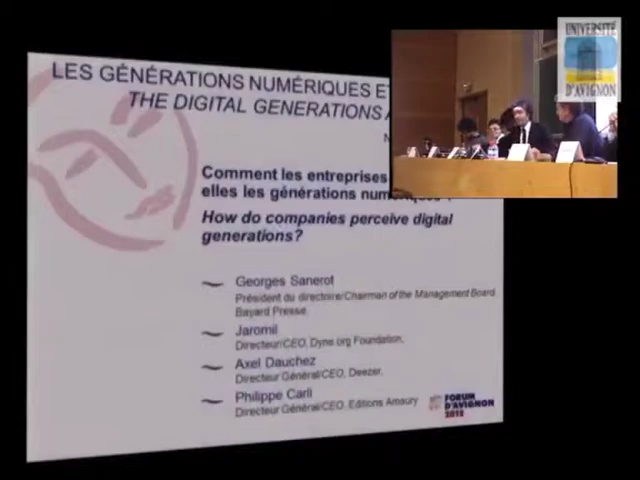 LES GÉNÉRATIONS NUMÉRIQUES ET
THE DIGITAL GENERATIONS
Comment les entreprises
elles les générations
How do companies perceive digital
generations?
Georges Sanerot
Président du directoire/Chairman of the Management Board
Bayard Presse.
Jaromil
Directeur/CEO, Dyne.org Foundation,
Axel Dauchez
Directeur Général/CEO, Deezer,
Philippe Carli
Directeur Général/CEO, Editions Amaury
FORUM
D'AVIGNON
UNIVERSITÉ
D'AVIGNON